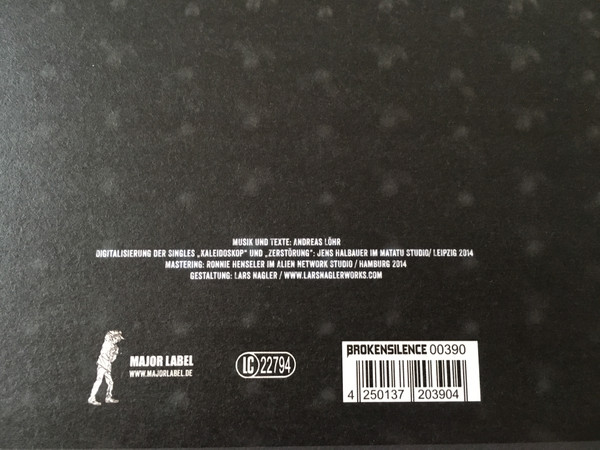 MUSIK UND TEXTE: ANDREAS LÖHR
DIGITALISIERUNG DER SINGLES „KALEIDOSKOP" UND „ZERSTÖRUNG": JENS HALBAUER IM MATATU STUDIO/ LEIPZIG 2014
MASTERING: RONNIE HENSELER IM ALIEN NETWORK STUDIO / HAMBURG 2014
GESTALTUNG: LARS NAGLER / WWW.LARSNAGLERWORKS.COM
MAJOR LABEL
WWW.MAJORLABEL.DE
LC 22794
BROKENSILENCE 00390
4 250137 203904